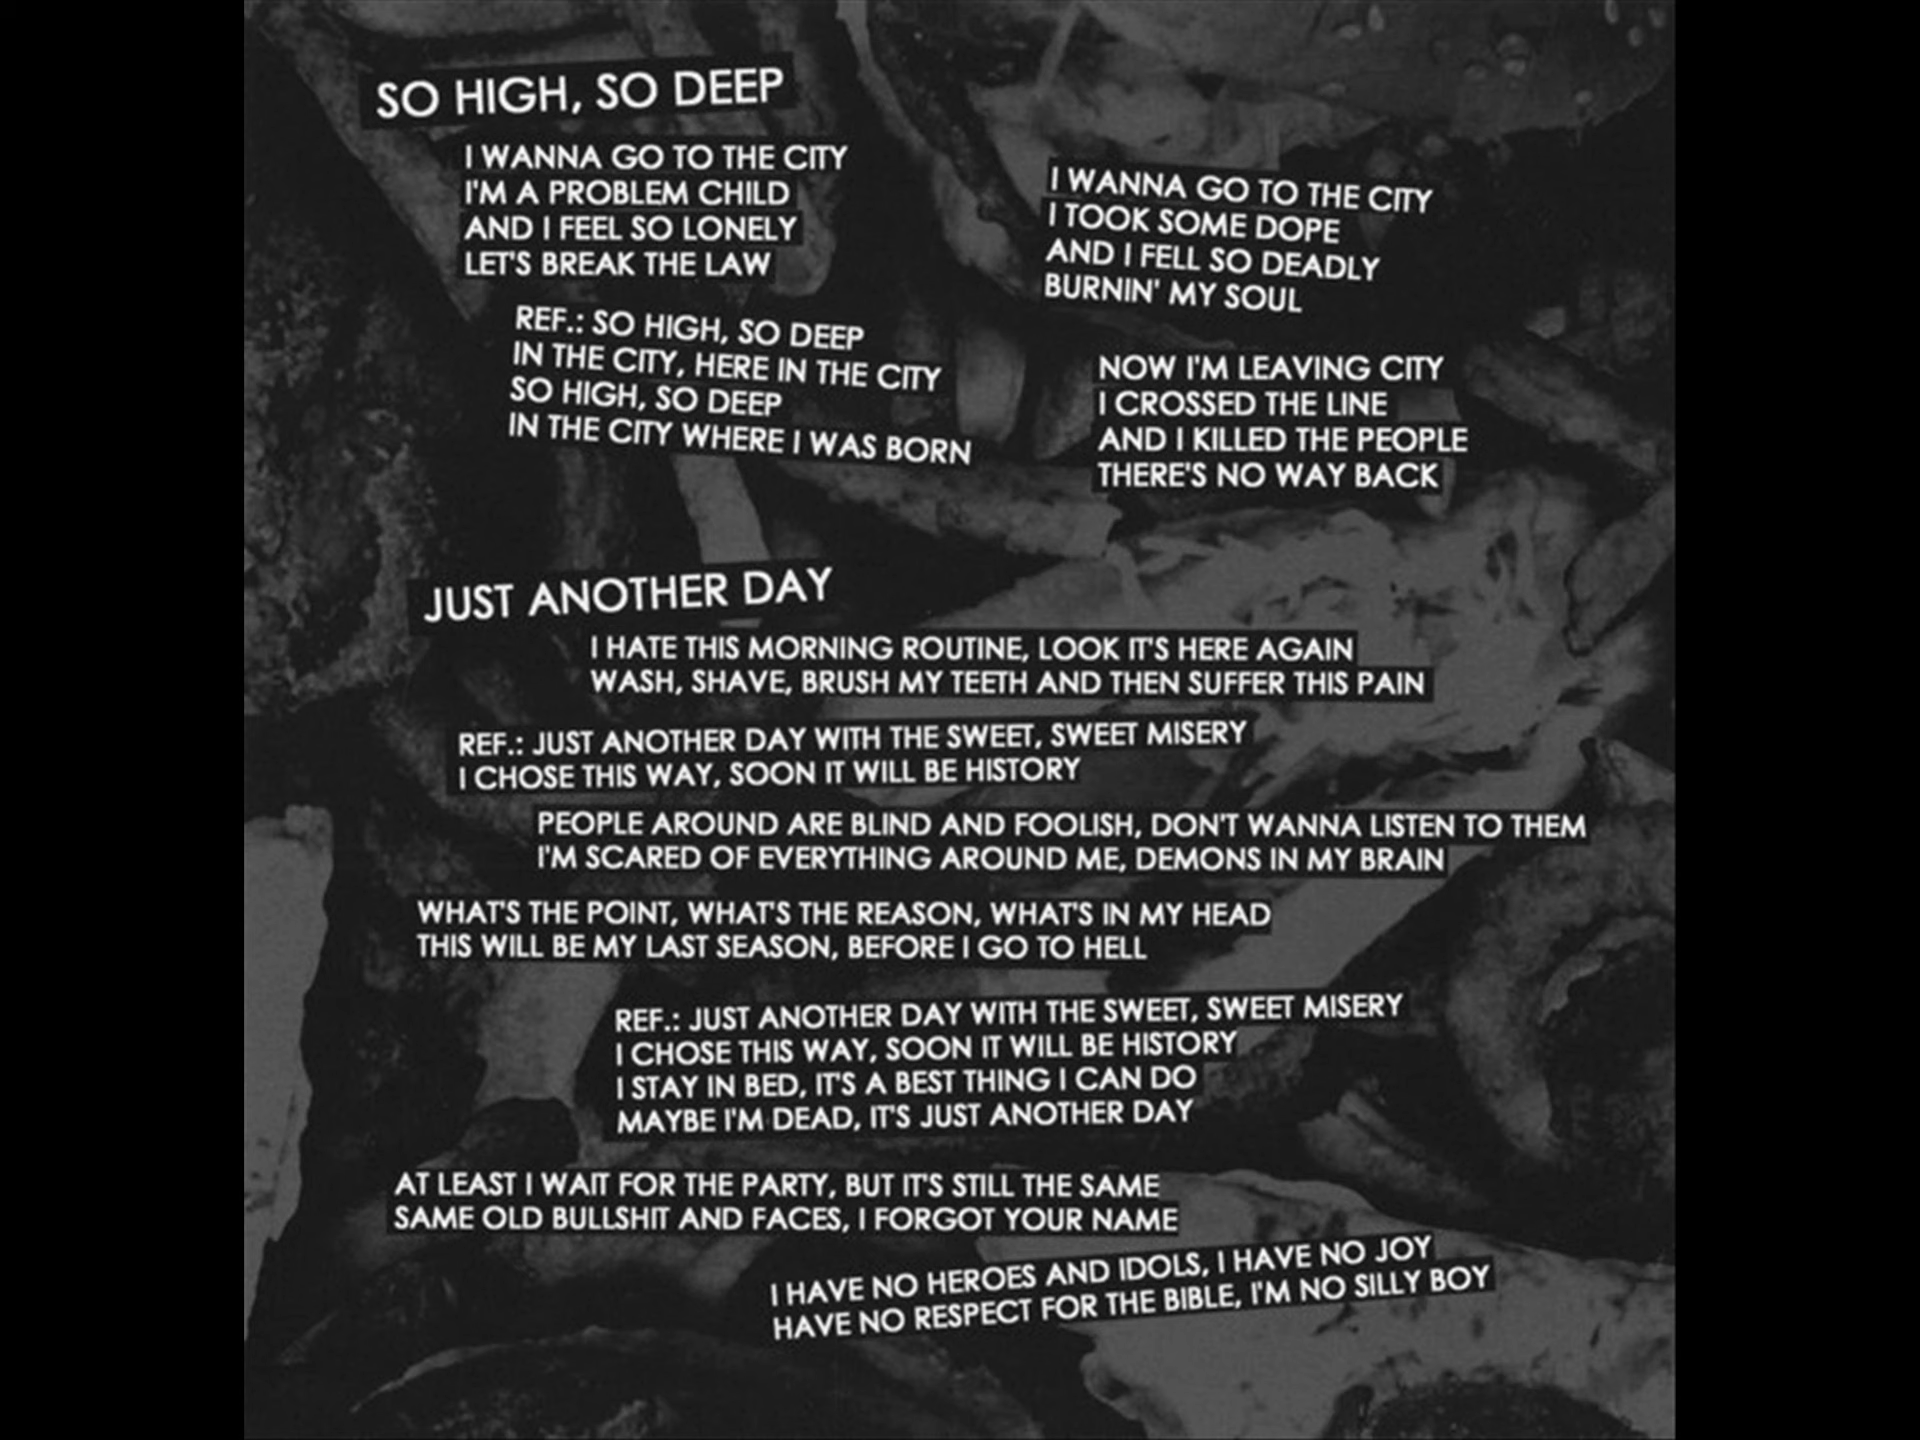 SO HIGH, SO DEEP
I WANNA GO TO THE CITY
I'M A PROBLEM CHILD
AND I FEEL SO LONELY
LET'S BREAK THE LAW
REF.: SO HIGH, SO DEEP
IN THE CITY, HERE IN THE CITY
SO HIGH, SO DEEP
IN THE CITY WHERE I WAS BORN
I WANNA GO TO THE CITY
I TOOK SOME DOPE
AND I FELL SO DEADLY
BURNIN' MY SOUL
NOW I'M LEAVING CITY
I CROSSED THE LINE
AND I KILLED THE PEOPLE
THERE'S NO WAY BACK
JUST ANOTHER DAY
I HATE THIS MORNING ROUTINE, LOOK IT'S HERE AGAIN
WASH, SHAVE, BRUSH MY TEETH AND THEN SUFFER THIS PAIN
REF.: JUST ANOTHER DAY WITH THE SWEET, SWEET MISERY
I CHOSE THIS WAY, SOON IT WILL BE HISTORY
PEOPLE AROUND ARE BLIND AND FOOLISH, DON'T WANNA LISTEN TO THEM
I'M SCARED OF EVERYTHING AROUND ME, DEMONS IN MY BRAIN
WHAT'S THE POINT, WHAT'S THE REASON, WHAT'S IN MY HEAD
THIS WILL BE MY LAST SEASON, BEFORE I GO TO HELL
REF.: JUST ANOTHER DAY WITH THE SWEET, SWEET MISERY
I CHOSE THIS WAY, SOON IT WILL BE HISTORY
I STAY IN BED, IT'S A BEST THING I CAN DO
MAYBE I'M DEAD, IT'S JUST ANOTHER DAY
AT LEAST I WAIT FOR THE PARTY, BUT IT'S STILL THE SAME
SAME OLD BULLSHIT AND FACES, I FORGOT YOUR NAME
I HAVE NO HEROES AND IDOLS, I HAVE NO JOY
HAVE NO RESPECT FOR THE BIBLE, I'M NO SILLY BOY